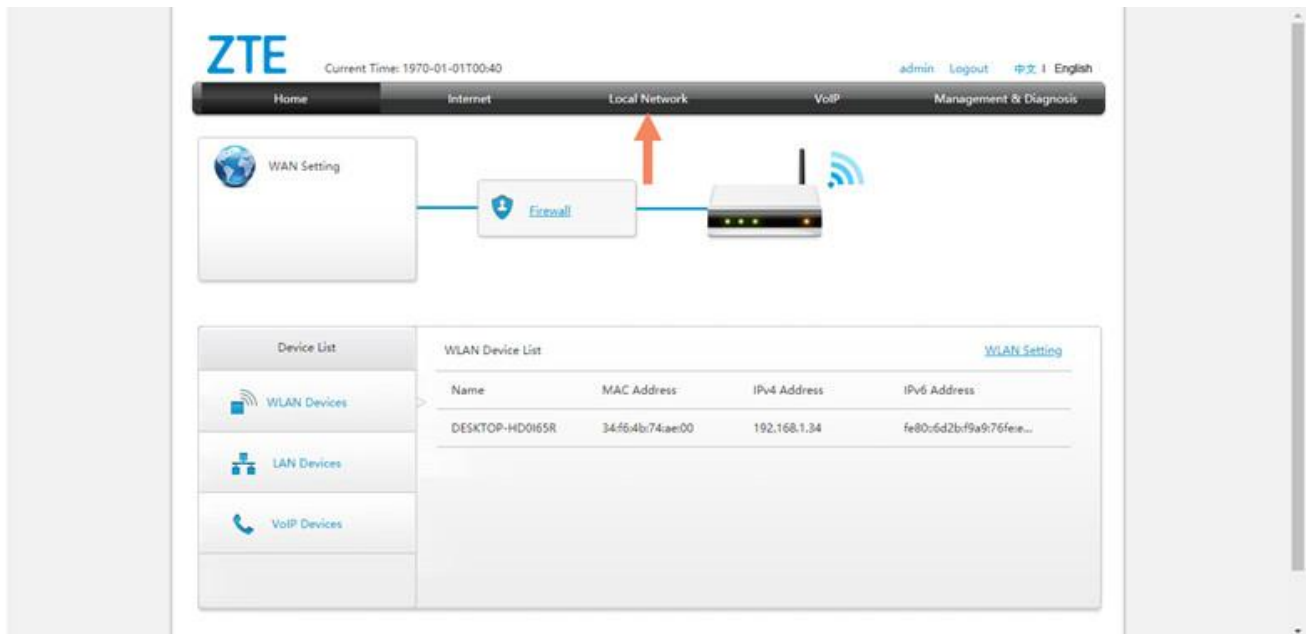 ZTE
Current Time: 1970-01-01T00:40
admin Logout 中文 | English
Home Internet Local Network VoIP Management & Diagnosis
WAN Setting
Firewall
Device List
WLAN Device List WLAN Setting
WLAN Devices
Name MAC Address IPv4 Address IPv6 Address
DESKTOP-HD0I65R 34:f6:4b:74:ae:00 192.168.1.34 fe80::6d2b:f9a9:76fe:e...
LAN Devices
VoIP Devices